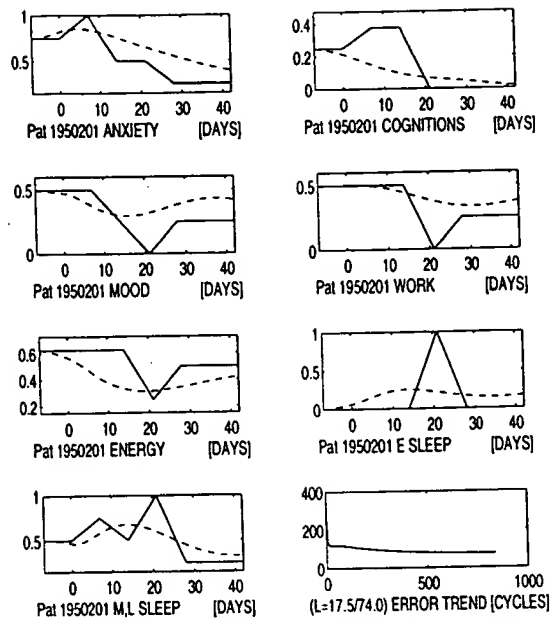 1
0.5
0 10 20 30 40
Pat 1950201 ANXIETY [DAYS]
0.4
0.2
0
0 10 20 30 40
Pat 1950201 COGNITIONS [DAYS]
0.5
0
0 10 20 30 40
Pat 1950201 MOOD [DAYS]
0.5
0
0 10 20 30 40
Pat 1950201 WORK [DAYS]
0.6
0.4
0.2
0 10 20 30 40
Pat 1950201 ENERGY [DAYS]
1
0.5
0
0 10 20 30 40
Pat 1950201 E SLEEP [DAYS]
1
0.5
0 10 20 30 40
Pat 1950201 M,L SLEEP [DAYS]
400
200
0
0 500 1000
(L=17.5/74.0) ERROR TREND [CYCLES]